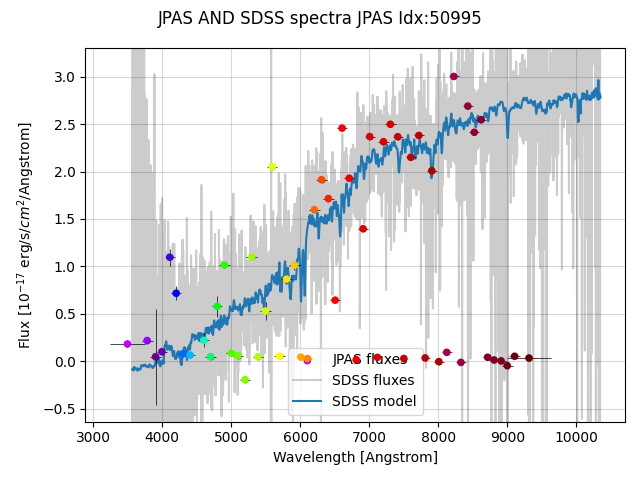 JPAS AND SDSS spectra JPAS Idx:50995
3.0
2.5
2.0
1.5
1.0
0.5
0.0
−0.5
Flux [10⁻¹⁷ erg/s/cm²/Angstrom]
JPAS fluxes
SDSS fluxes
SDSS model
3000 4000 5000 6000 7000 8000 9000 10000
Wavelength [Angstrom]